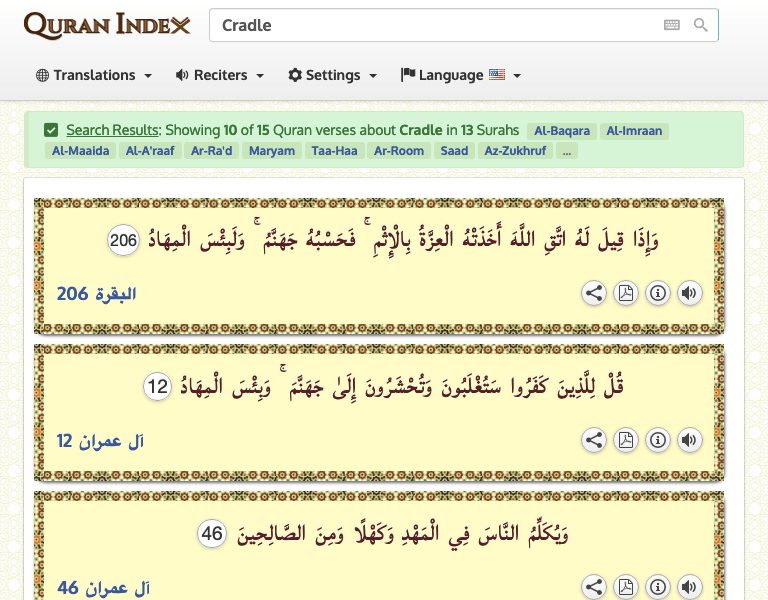 QURAN INDEX
Cradle
Translations Reciters Settings Language
Search Results: Showing 10 of 15 Quran verses about Cradle in 13 Surahs Al-Baqara Al-Imraan
Al-Maaida Al-A'raaf Ar-Ra'd Maryam Taa-Haa Ar-Room Saad Az-Zukhruf ...
وَإِذَا قِيلَ لَهُ اتَّقِ اللَّهَ أَخَذَتْهُ الْعِزَّةُ بِالْإِثْمِ ۚ فَحَسْبُهُ جَهَنَّمُ ۚ وَلَبِئْسَ الْمِهَادُ 206
البقرة 206
قُلْ لِلَّذِينَ كَفَرُوا سَتُغْلَبُونَ وَتُحْشَرُونَ إِلَىٰ جَهَنَّمَ ۚ وَبِئْسَ الْمِهَادُ 12
آل عمران 12
وَيُكَلِّمُ النَّاسَ فِي الْمَهْدِ وَكَهْلًا وَمِنَ الصَّالِحِينَ 46
آل عمران 46